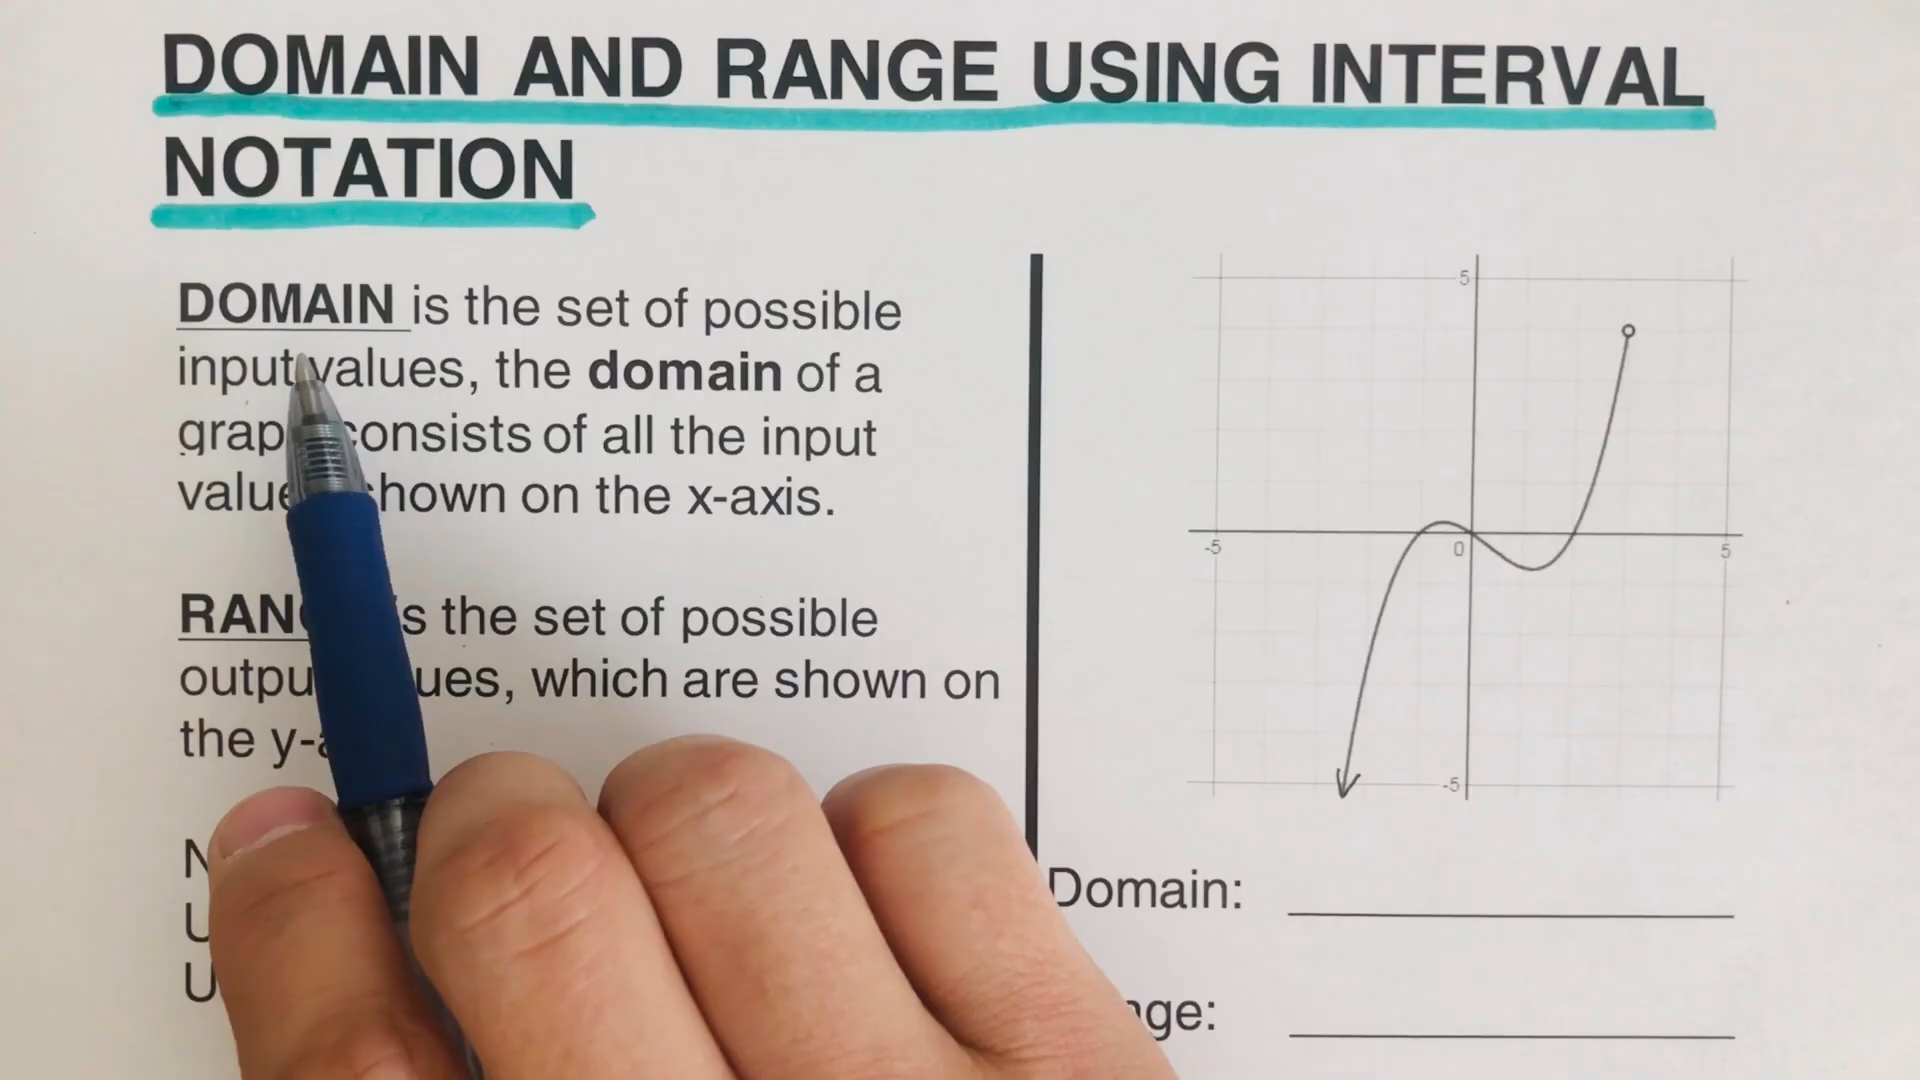 DOMAIN AND RANGE USING INTERVAL
NOTATION
DOMAIN is the set of possible
input values, the domain of a
consists of all the input
shown on the x-axis.
is the set of possible
which are shown on
the
5
-5
0
5
-5
Domain: